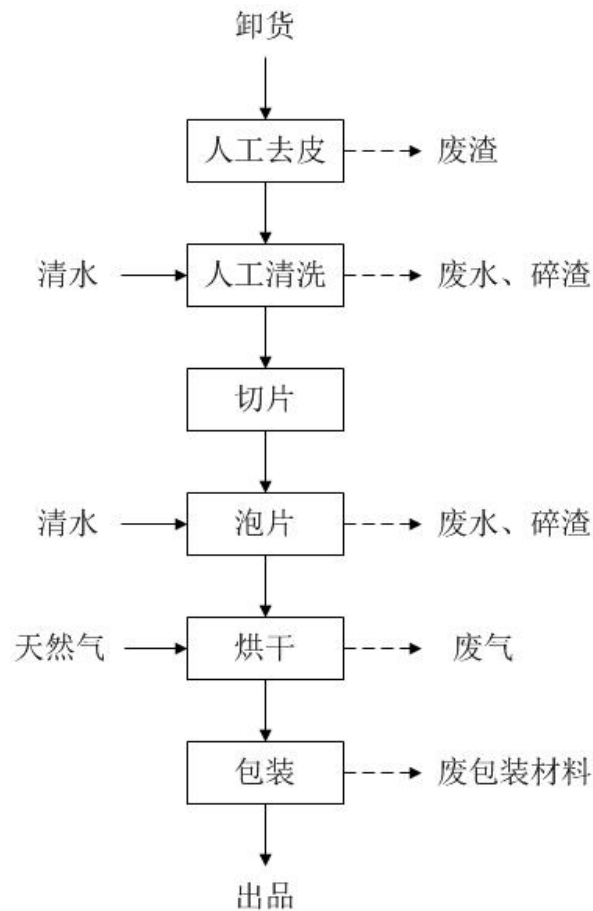 卸货
人工去皮 废渣
清水 人工清洗 废水、碎渣
切片
清水 泡片 废水、碎渣
天然气 烘干 废气
包装 废包装材料
出品